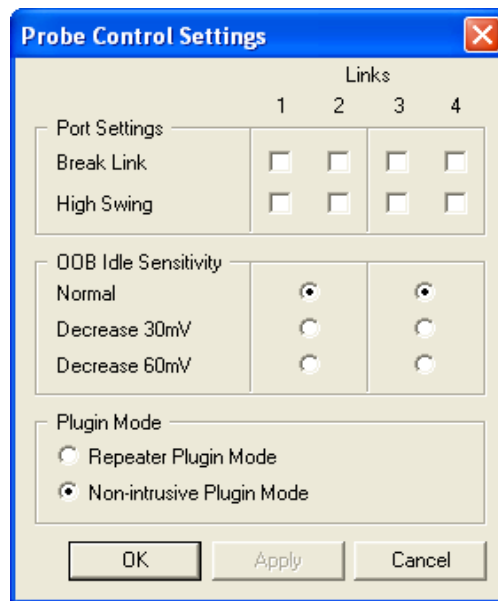 Probe Control Settings
Links
1 2 3 4
Port Settings
Break Link
High Swing
OOB Idle Sensitivity
Normal
Decrease 30mV
Decrease 60mV
Plugin Mode
Repeater Plugin Mode
Non-intrusive Plugin Mode
OK Apply Cancel